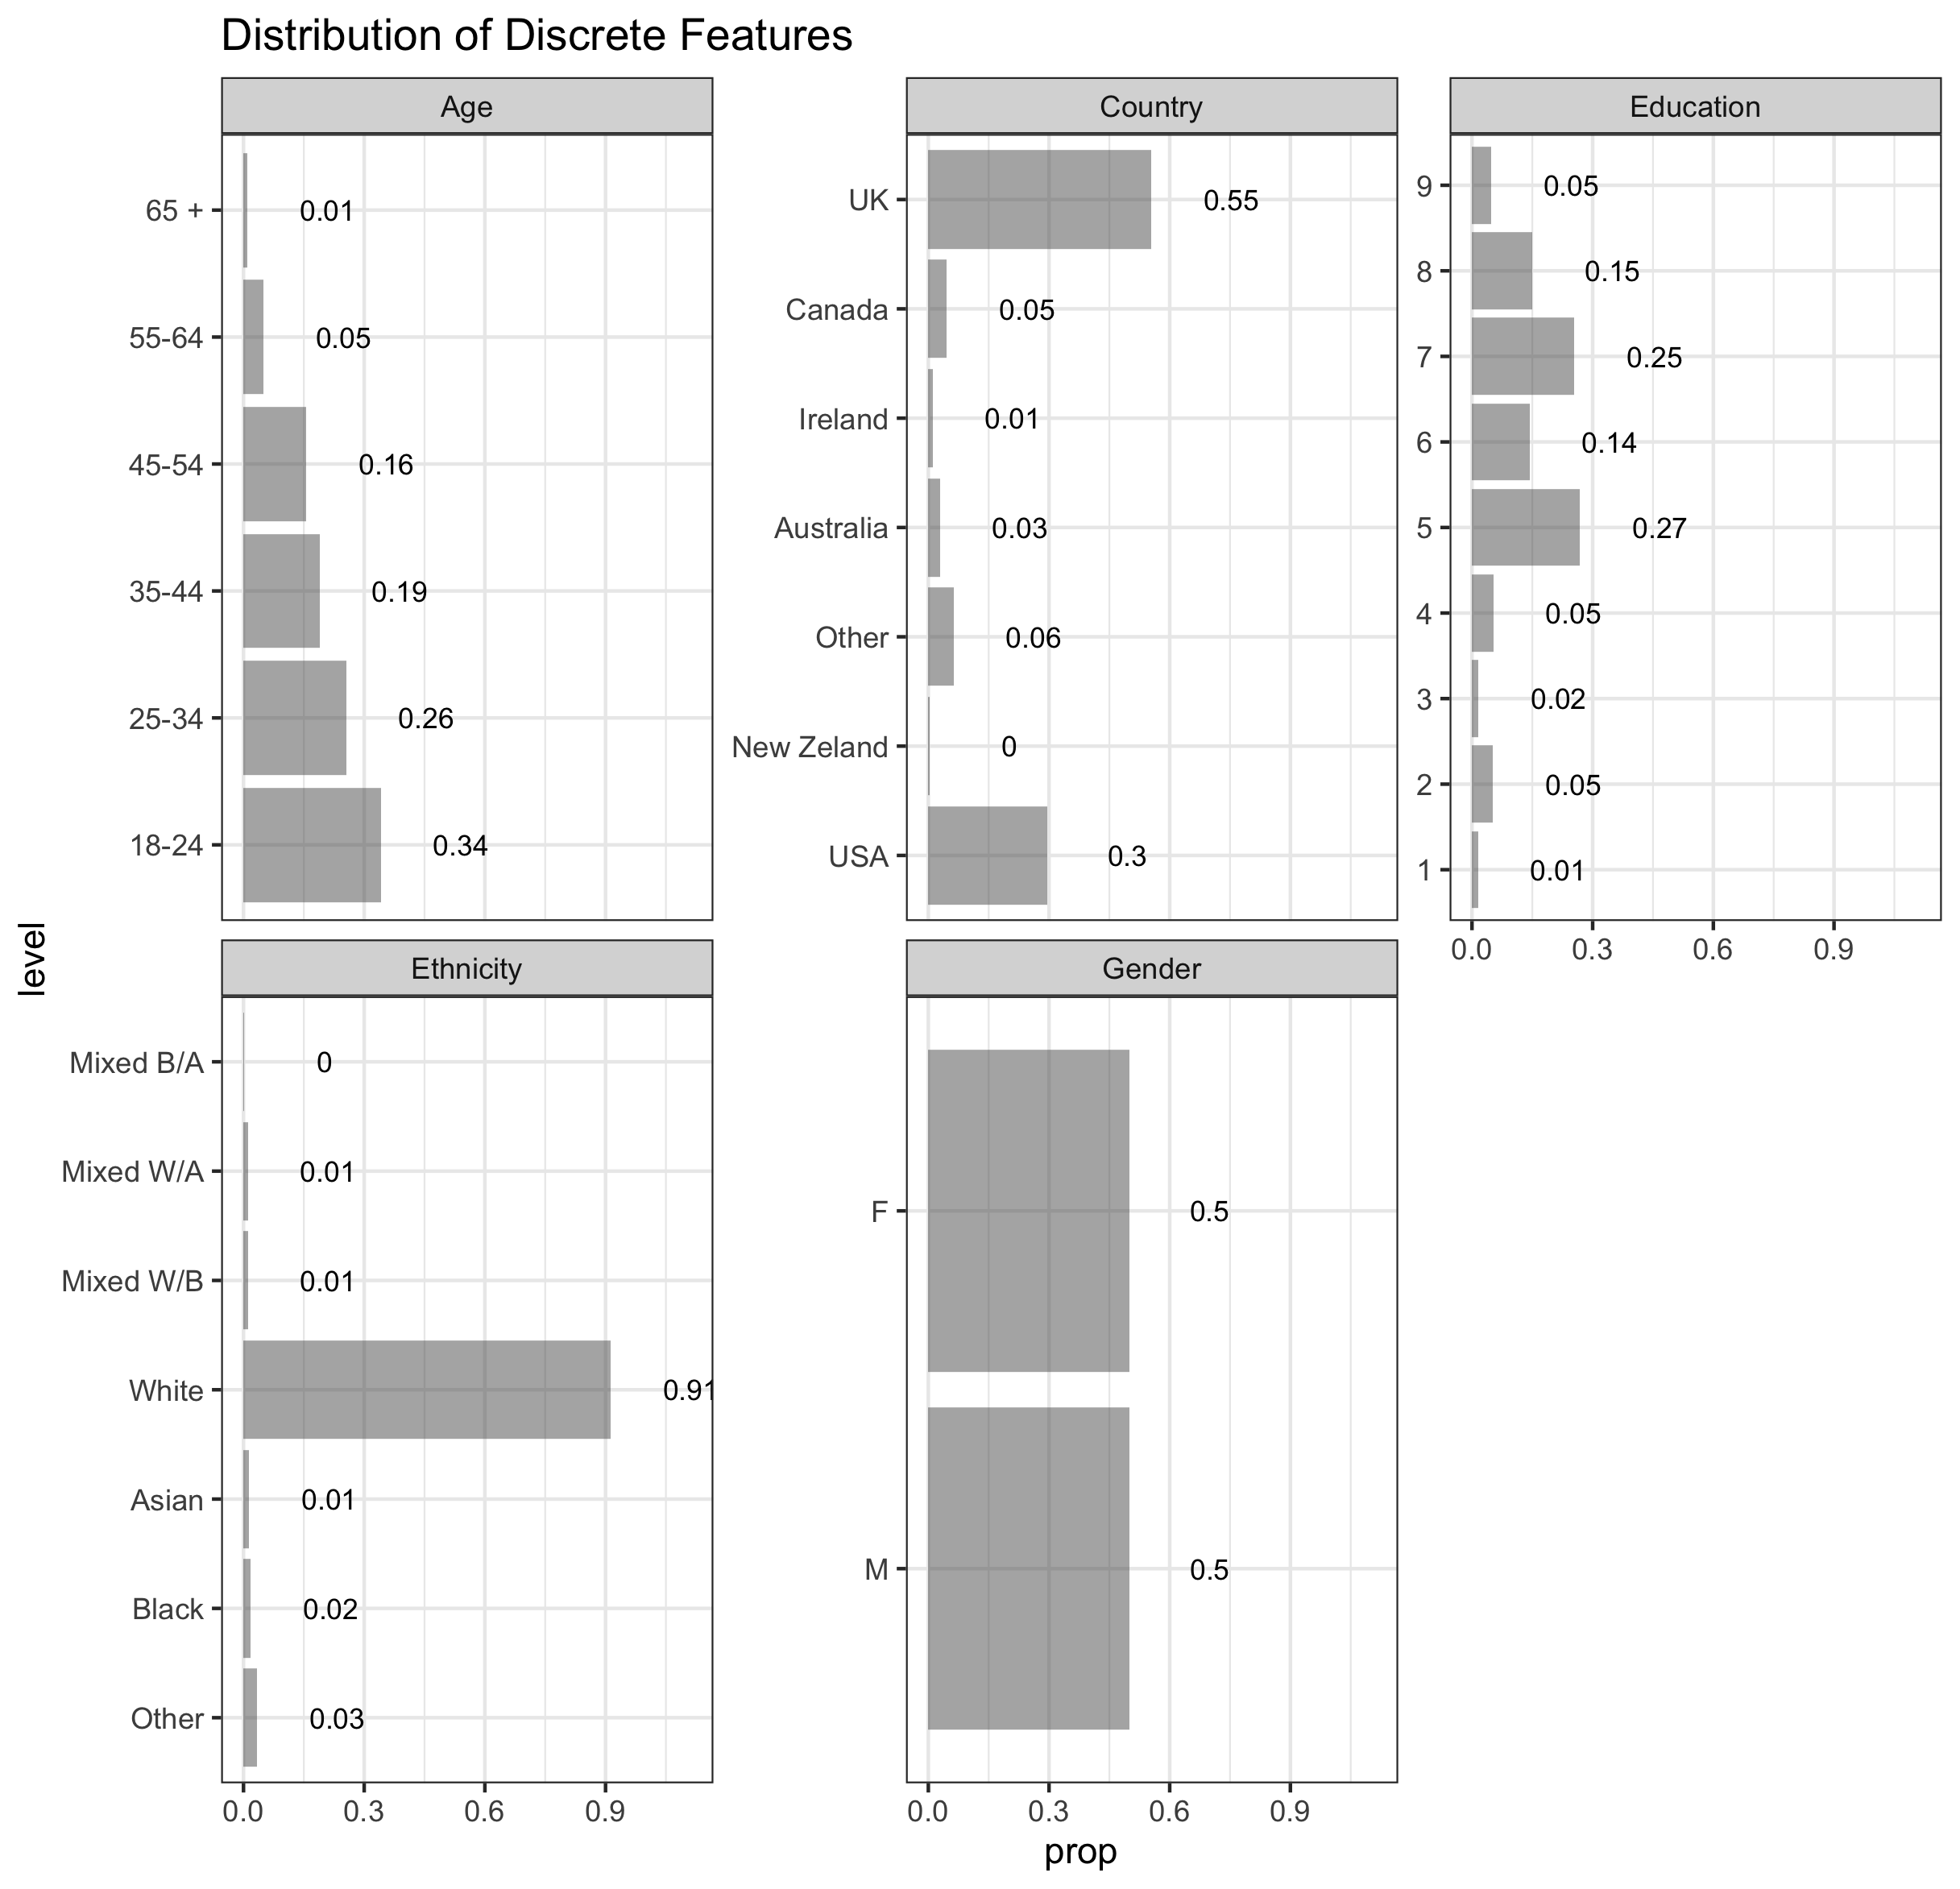 Distribution of Discrete Features
Age
65 +
0.01
55-64
0.05
45-54
0.16
35-44
0.19
25-34
0.26
18-24
0.34
Country
UK
0.55
Canada
0.05
Ireland
0.01
Australia
0.03
Other
0.06
New Zeland
0
USA
0.3
Education
9
0.05
8
0.15
7
0.25
6
0.14
5
0.27
4
0.05
3
0.02
2
0.05
1
0.01
0.0 0.3 0.6 0.9
level
Ethnicity
Mixed B/A
0
Mixed W/A
0.01
Mixed W/B
0.01
White
0.91
Asian
0.01
Black
0.02
Other
0.03
0.0 0.3 0.6 0.9
Gender
F
0.5
M
0.5
0.0 0.3 0.6 0.9
prop